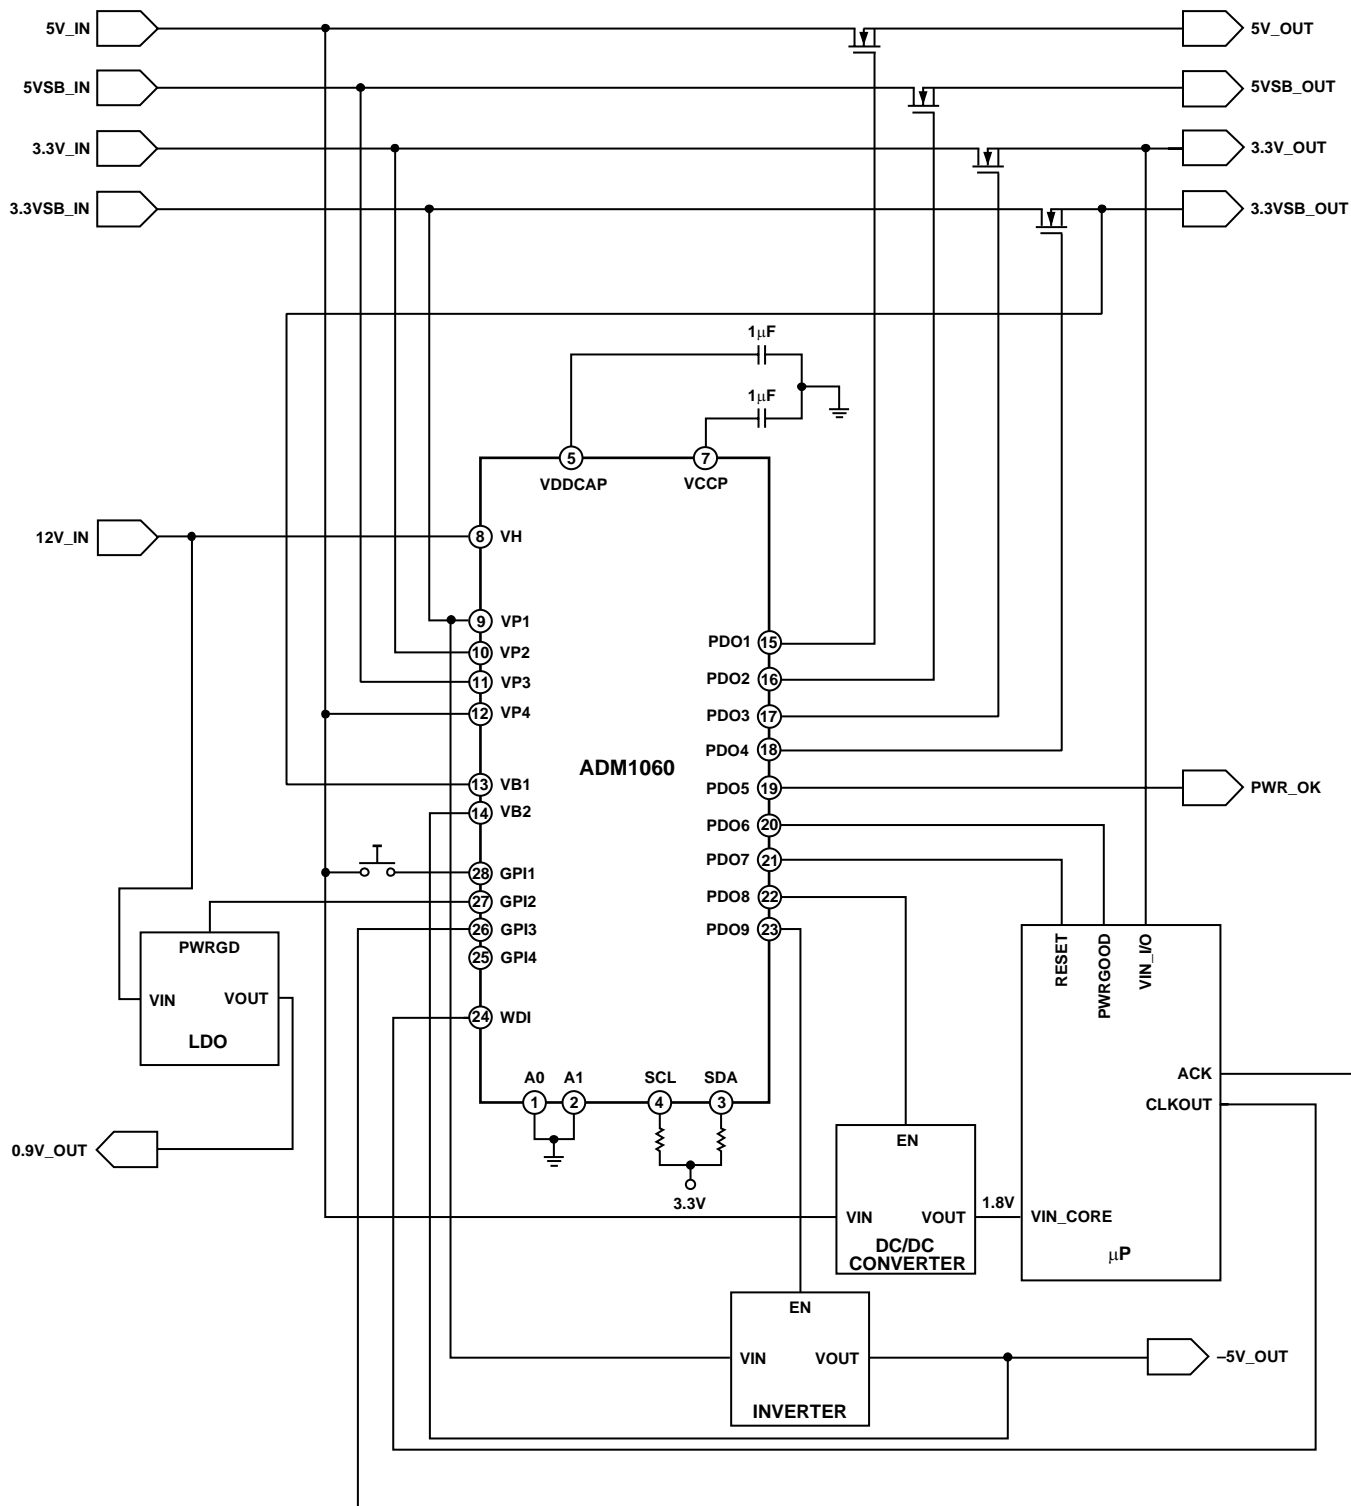 5V_IN
5V_OUT
5VSB_IN
5VSB_OUT
3.3V_IN
3.3V_OUT
3.3VSB_IN
3.3VSB_OUT
1μF
1μF
5
7
VDDCAP
VCCP
12V_IN
8 VH
9 VP1
10 VP2
11 VP3
12 VP4
13 VB1
14 VB2
28 GPI1
27 GPI2
26 GPI3
25 GPI4
24 WDI
ADM1060
PDO1 15
PDO2 16
PDO3 17
PDO4 18
PDO5 19
PDO6 20
PDO7 21
PDO8 22
PDO9 23
PWR_OK
PWRGD
VIN
VOUT
LDO
0.9V_OUT
A0
A1
SCL
SDA
1
2
4
3
3.3V
RESET
PWRGOOD
VIN_I/O
ACK
CLKOUT
VIN_CORE
μP
EN
VIN
VOUT
1.8V
DC/DC
CONVERTER
EN
VIN
VOUT
INVERTER
–5V_OUT